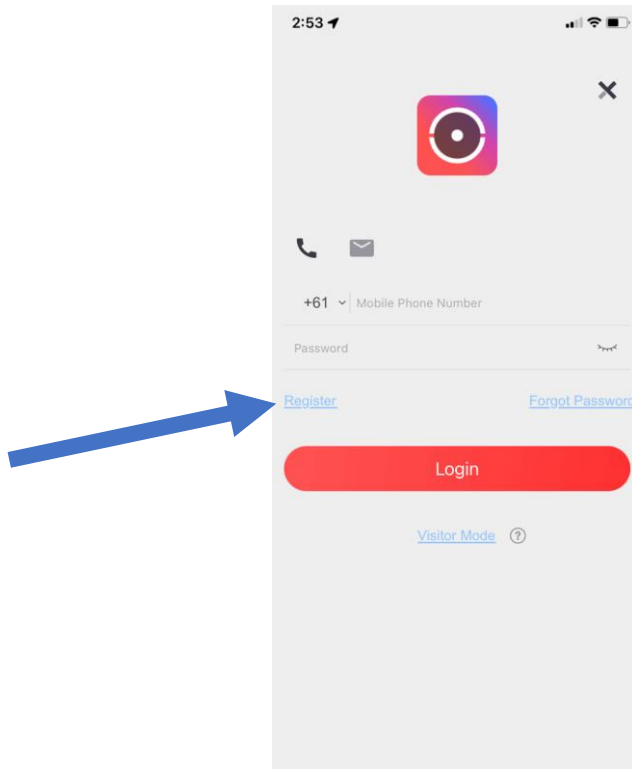 2:53
+61 Mobile Phone Number
Password
Register Forgot Password
Login
Visitor Mode ?